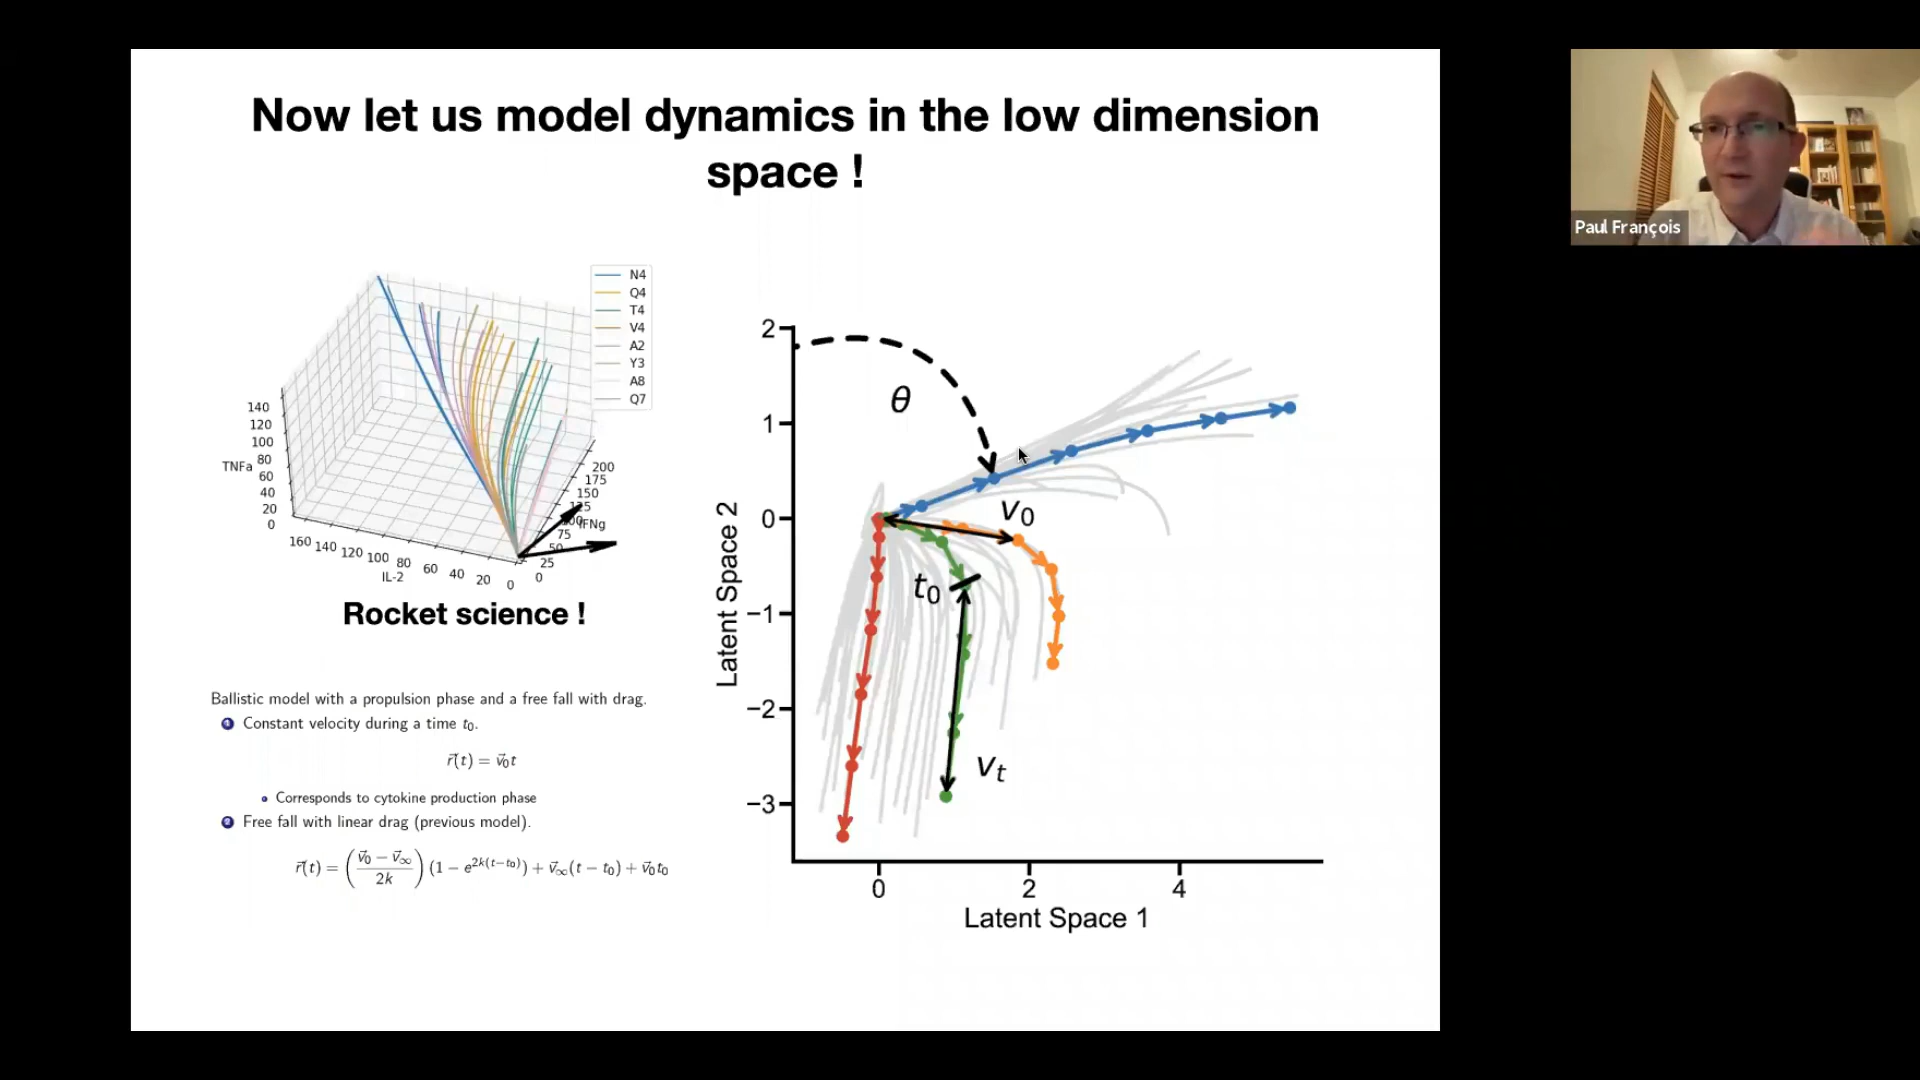 Now let us model dynamics in the low dimension
space !
Paul François
N4
Q4
T4
V4
A2
Y3
A8
Q7
140
120
100
80
60
40
20
0
TNFa
160 140 120 100 80 60 40 20 0
IL-2
200
175
150
125
100
75
50
25
0
IFNg
Rocket science !
Ballistic model with a propulsion phase and a free fall with drag.
1 Constant velocity during a time t₀.
r⃗(t) = v⃗₀t
• Corresponds to cytokine production phase
2 Free fall with linear drag (previous model).
r⃗(t) = ( (v⃗₀ − v⃗∞) / 2k ) (1 − e^{2k(t−t₀)}) + v⃗∞(t − t₀) + v⃗₀t₀
2
1
0
−1
−2
−3
Latent Space 2
θ
v₀
t₀
vₜ
0 2 4
Latent Space 1